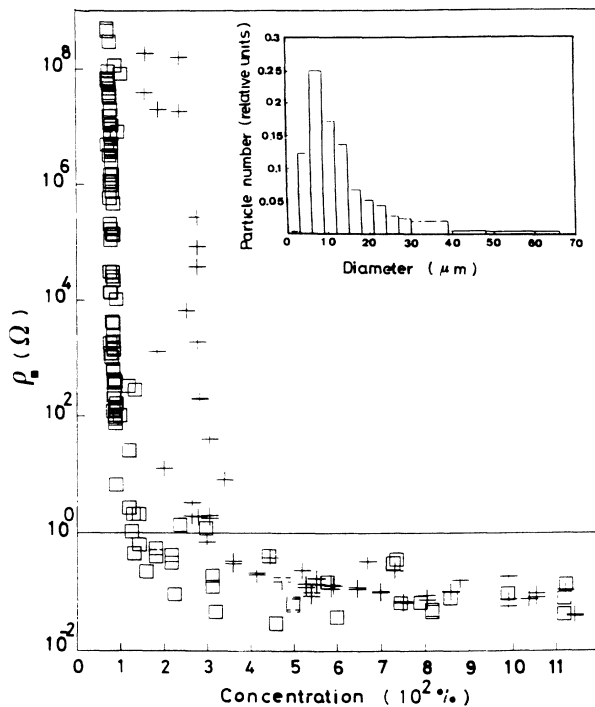 10^8
10^6
10^4
10^2
10^0
10^-2
ρ■ (Ω)
0 1 2 3 4 5 6 7 8 9 10 11
Concentration (10^2 %)
0.3
0.25
0.2
0.15
0.1
0.05
Particle number (relative units)
0 10 20 30 40 50 60 70
Diameter (μm)